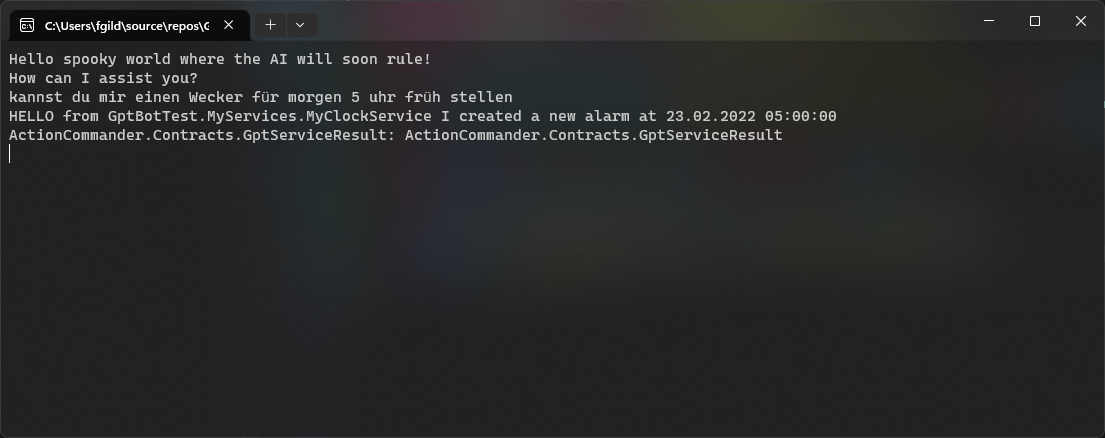 C:\Users\fgild\source\repos\G
Hello spooky world where the AI will soon rule!
How can I assist you?
kannst du mir einen Wecker für morgen 5 uhr früh stellen
HELLO from GptBotTest.MyServices.MyClockService I created a new alarm at 23.02.2022 05:00:00
ActionCommander.Contracts.GptServiceResult: ActionCommander.Contracts.GptServiceResult